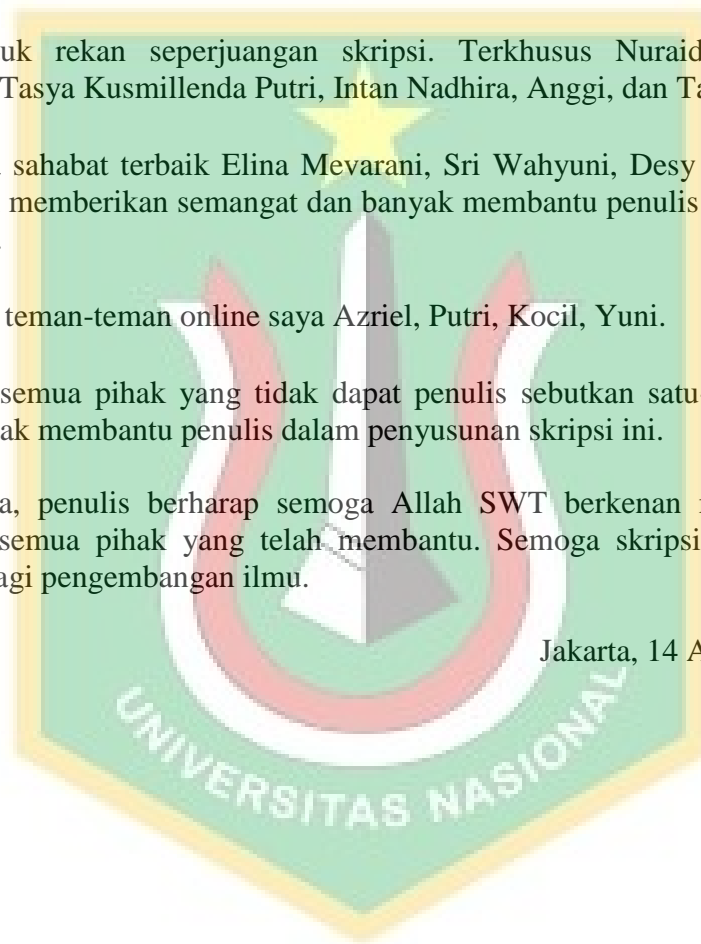 uk rekan seperjuangan skripsi. Terkhusus Nuraid
Tasya Kusmillenda Putri, Intan Nadhira, Anggi, dan Ta
sahabat terbaik Elina Mevarani, Sri Wahyuni, Desy
memberikan semangat dan banyak membantu penulis
teman-teman online saya Azriel, Putri, Kocil, Yuni.
semua pihak yang tidak dapat penulis sebutkan satu-
ak membantu penulis dalam penyusunan skripsi ini.
a, penulis berharap semoga Allah SWT berkenan
semua pihak yang telah membantu. Semoga skripsi
agi pengembangan ilmu.
Jakarta, 14 A
UNIVERSITAS NASIONAL